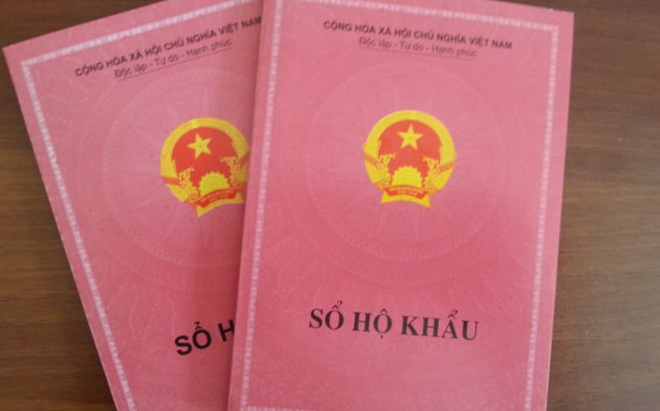 CỘNG HÒA XÃ HỘI CHỦ NGHĨA VIỆT NAM
Độc lập - Tự do - Hạnh phúc
SỔ H
CỘNG HÒA XÃ HỘI CHỦ NGHĨA VIỆT NAM
Độc lập - Tự do - Hạnh phúc
SỔ HỘ KHẨU